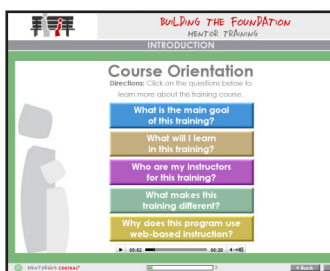 BUILDING THE FOUNDATION
MENTOR TRAINING
INTRODUCTION
Course Orientation
Directions: Click on the questions below to
learn more about this training course.
What is the main goal
of this training?
What will I learn
in this training?
Who are my instructors
for this training?
What makes this
training different?
Why does this program use
web-based instruction?
00:02 00:20
MENTORING CENTRAL
Back